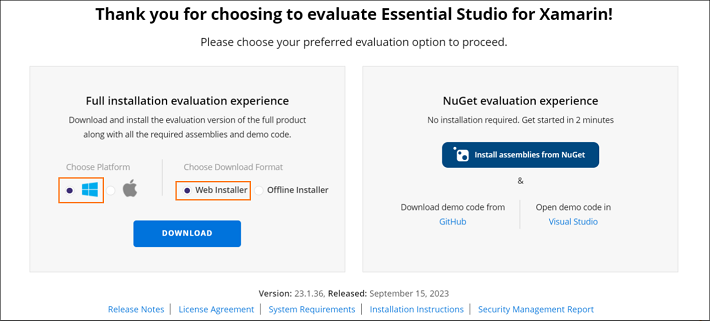 Thank you for choosing to evaluate Essential Studio for Xamarin!
Please choose your preferred evaluation option to proceed.
Full installation evaluation experience
Download and install the evaluation version of the full product
along with all the required assemblies and demo code.
Choose Platform
Choose Download Format
Web Installer
Offline Installer
DOWNLOAD
NuGet evaluation experience
No installation required. Get started in 2 minutes
Install assemblies from NuGet
&
Download demo code from
GitHub
Open demo code in
Visual Studio
Version: 23.1.36, Released: September 15, 2023
Release Notes | License Agreement | System Requirements | Installation Instructions | Security Management Report